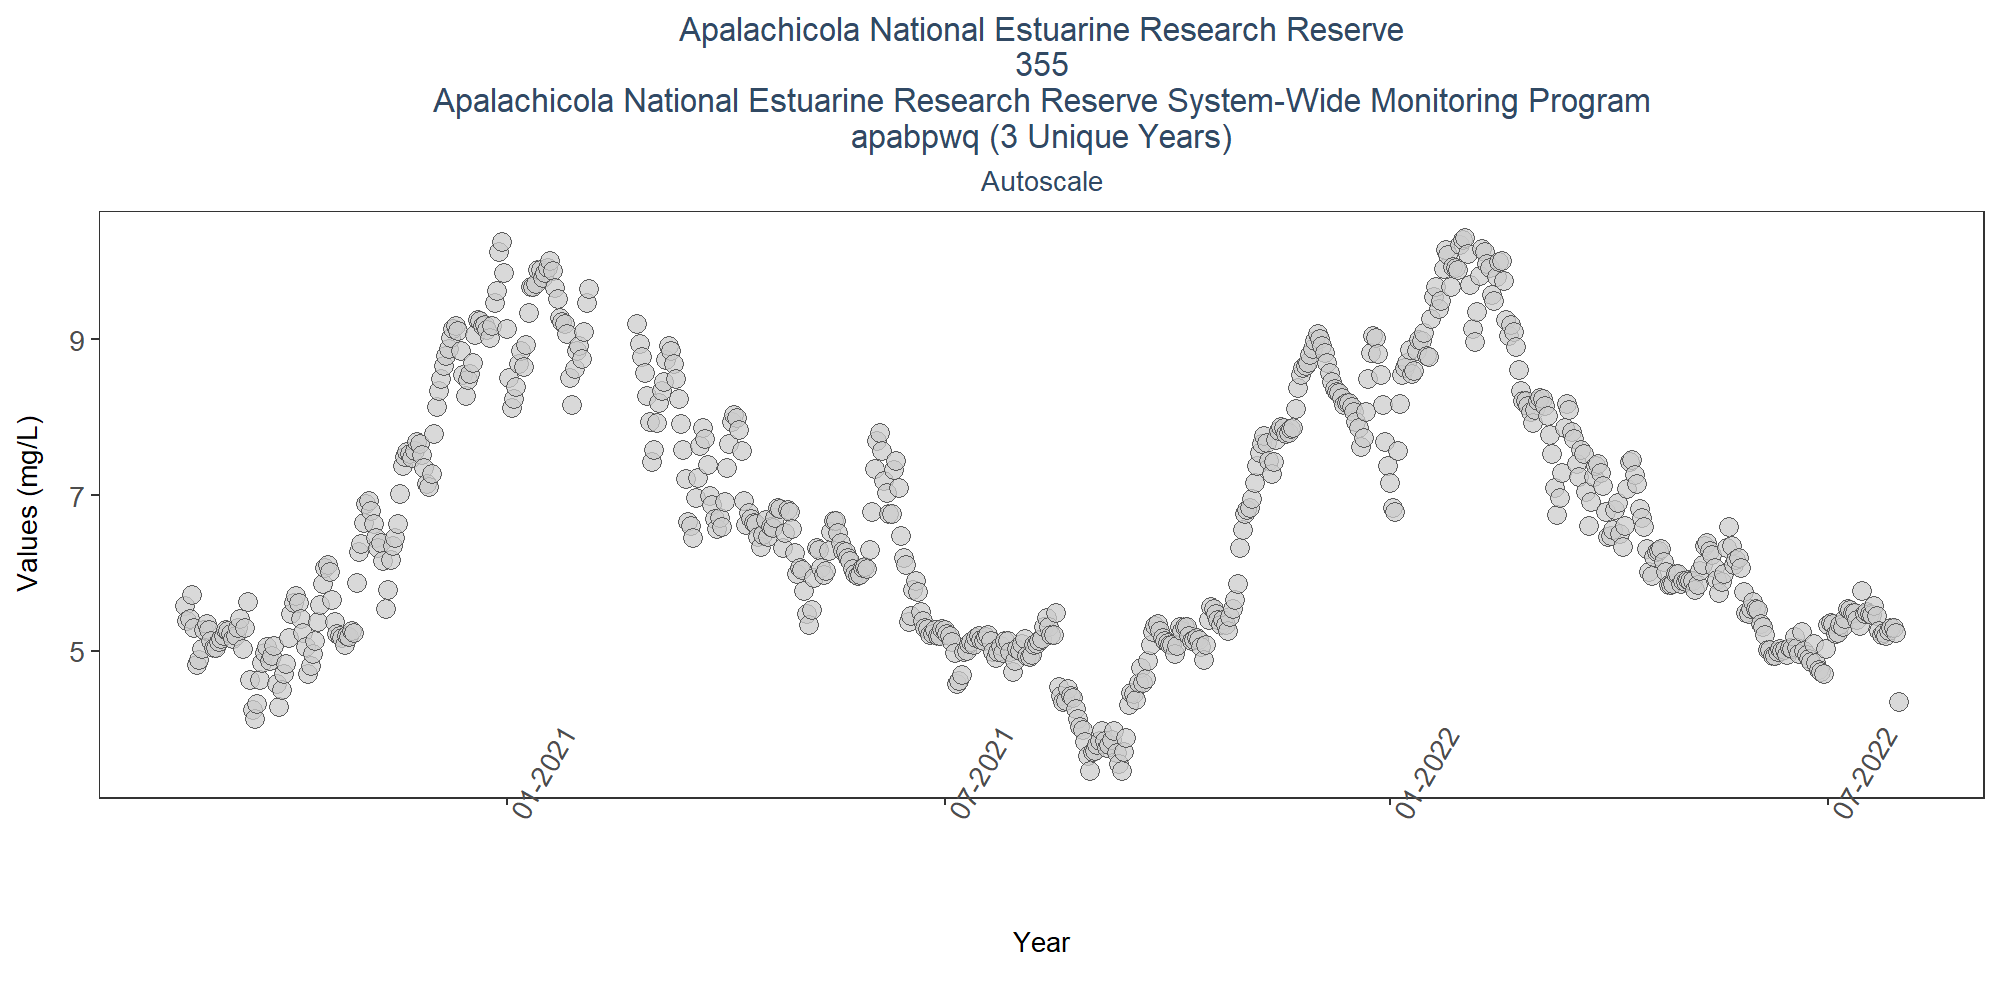 Apalachicola National Estuarine Research Reserve
355
Apalachicola National Estuarine Research Reserve System-Wide Monitoring Program
apabpwq (3 Unique Years)
Autoscale
Values (mg/L)
9
7
5
01-2021
07-2021
01-2022
07-2022
Year